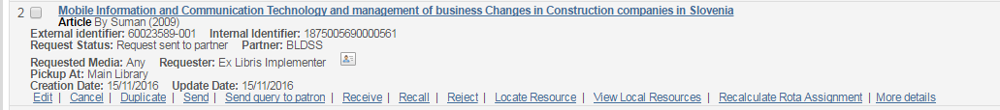 2 Mobile Information and Communication Technology and management of business Changes in Construction companies in Slovenia
Article By Suman (2009)
External identifier: 60023589-001 Internal Identifier: 1875005690000561
Request Status: Request sent to partner Partner: BLDSS
Requested Media: Any Requester: Ex Libris Implementer
Pickup At: Main Library
Creation Date: 15/11/2016 Update Date: 15/11/2016
Edit | Cancel | Duplicate | Send | Send query to patron | Receive | Recall | Reject | Locate Resource | View Local Resources | Recalculate Rota Assignment | More details